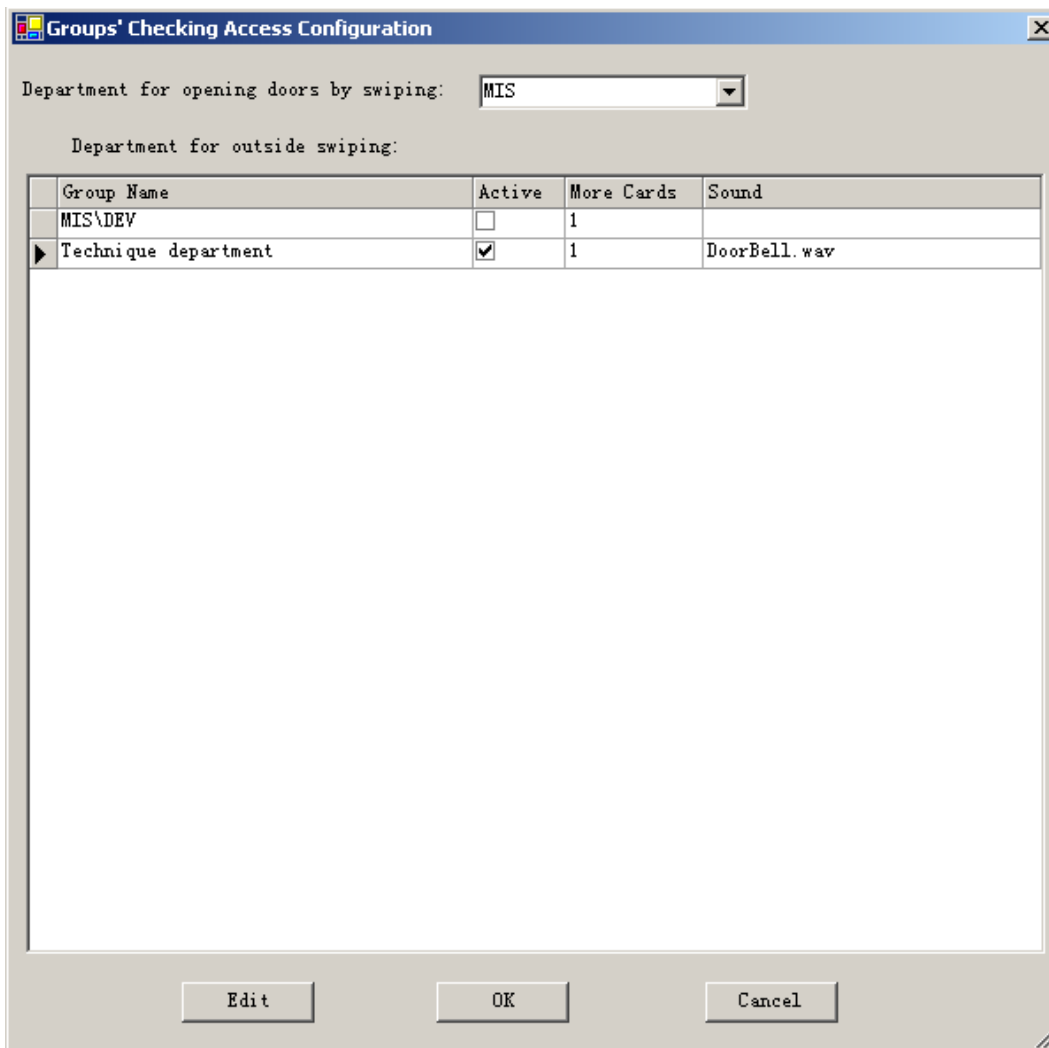 Groups' Checking Access Configuration
Department for opening doors by swiping: MIS
Department for outside swiping:
Group Name Active More Cards Sound
MIS\DEV 1
Technique department 1 DoorBell.wav
Edit OK Cancel